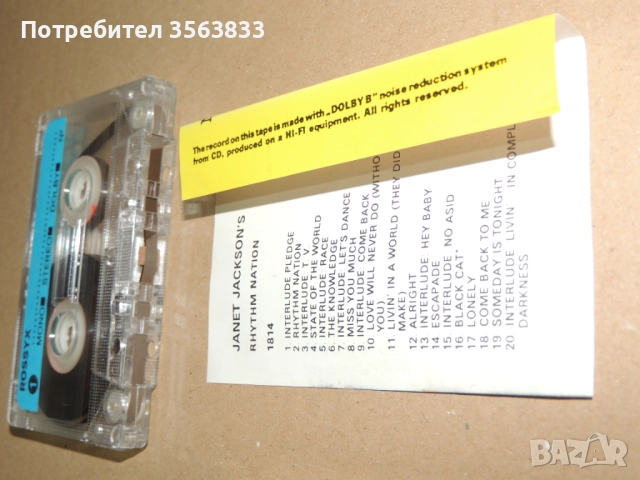 Потребител 3563833
The record on this tape is made with „DOLBY B" noise reduction system
from CD, produced on a HI-FI equipment. All rights reserved.
JANET JACKSON'S
RHYTHM NATION
1814
1 INTERLUDE PLEDGE
2 RHYTHM NATION
3 INTERLUDE T V
4 STATE OF THE WORLD
5. INTERLUDE RACE
6 THE KNOWLEDGE
7 INTERLUDE LET'S DANCE
8 MISS YOU MUCH
9 INTERLUDE COME BACK
10 LOVE WILL NEVER DO (WITHO
YOU)
11 LIVIN' IN A WORLD (THEY DID
MAKE)
12 ALRIGHT
13 INTERLUDE HEY BABY
14 ESCAPADE
15 INTERLUDE NO ASID
16 BLACK CAT*
17 LONELY
18 COME BACK TO ME
19 SOMEDAY IS TONIGHT
20 INTERLUDE LIVIN' IN COMPL
DARKNESS
ROSSYX
1
MONO
STEREO
DOLBY
BAZAR